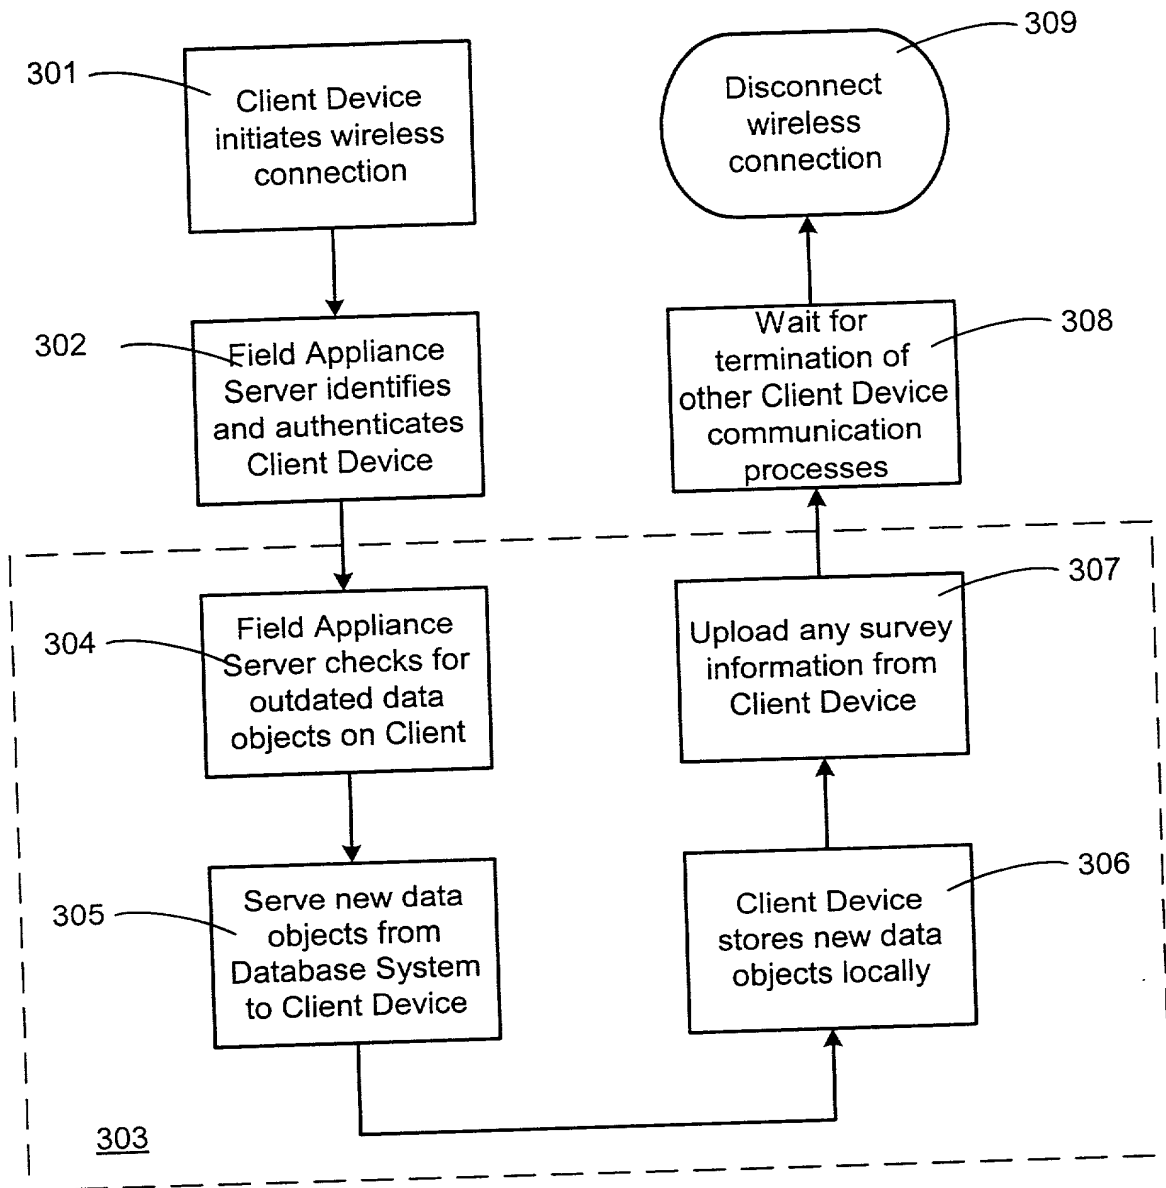 301
Client Device
initiates wireless
connection
302
Field Appliance
Server identifies
and authenticates
Client Device
304
Field Appliance
Server checks for
outdated data
objects on Client
305
Serve new data
objects from
Database System
to Client Device
303
306
Client Device
stores new data
objects locally
307
Upload any survey
information from
Client Device
308
Wait for
termination of
other Client Device
communication
processes
309
Disconnect
wireless
connection